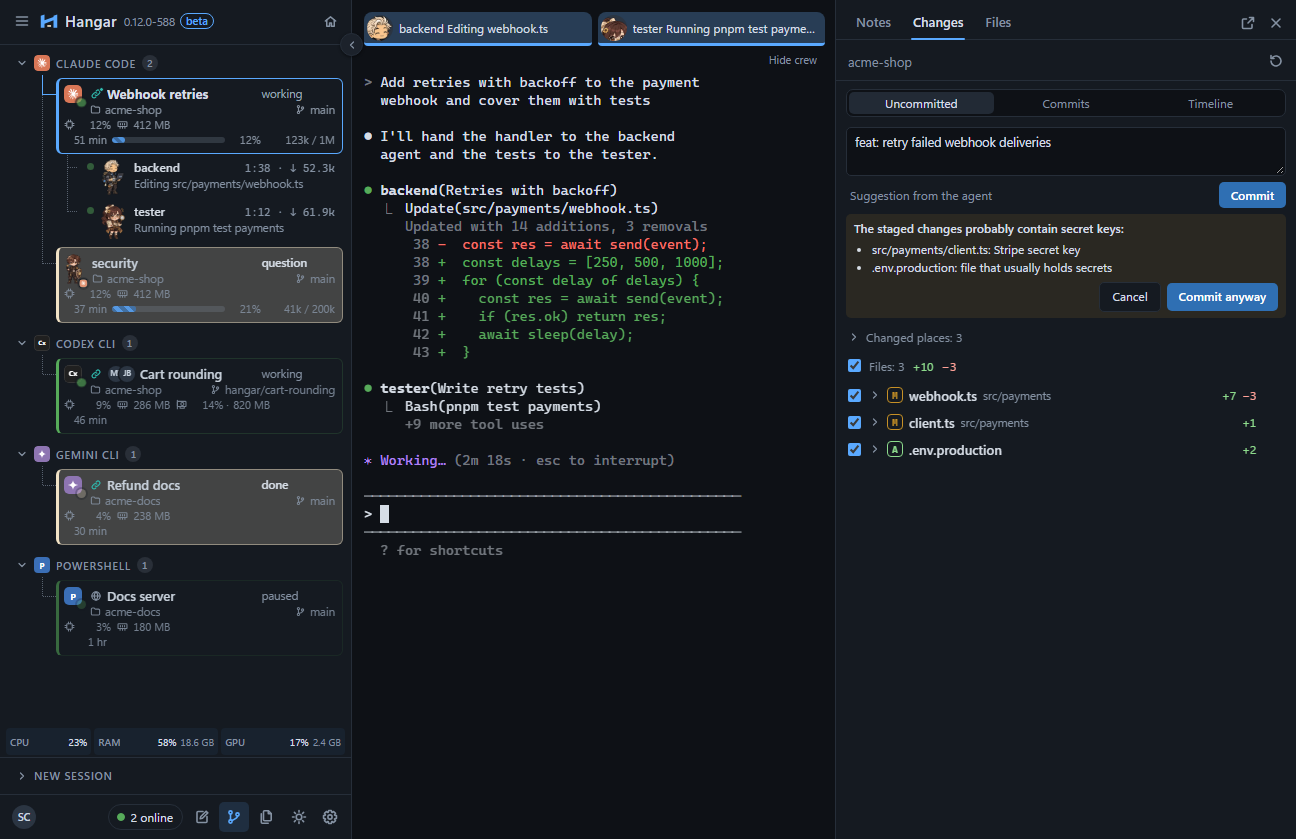 Hangar 0.12.0-588 beta
CLAUDE CODE 2
Webhook retries working
acme-shop main
12% 412 MB
51 min 12% 123k / 1M
backend 1:38 · ↓ 52.3k
Editing src/payments/webhook.ts
tester 1:12 · ↓ 61.9k
Running pnpm test payments
security question
acme-shop main
12% 412 MB
37 min 21% 41k / 200k
Cx CODEX CLI 1
Cx M JB Cart rounding working
acme-shop hangar/cart-rounding
9% 286 MB 14% · 820 MB
46 min
GEMINI CLI 1
Refund docs done
acme-docs main
4% 238 MB
30 min
P POWERSHELL 1
P Docs server paused
acme-docs main
3% 180 MB
1 hr
CPU 23% RAM 58% 18.6 GB GPU 17% 2.4 GB
NEW SESSION
SC 2 online
backend Editing webhook.ts
tester Running pnpm test payme...
Hide crew
> Add retries with backoff to the payment
webhook and cover them with tests
● I'll hand the handler to the backend
agent and the tests to the tester.
● backend(Retries with backoff)
⎿ Update(src/payments/webhook.ts)
Updated with 14 additions, 3 removals
38 - const res = await send(event);
38 + const delays = [250, 500, 1000];
39 + for (const delay of delays) {
40 + const res = await send(event);
41 + if (res.ok) return res;
42 + await sleep(delay);
43 + }
● tester(Write retry tests)
⎿ Bash(pnpm test payments)
+9 more tool uses
* Working… (2m 18s · esc to interrupt)
>
? for shortcuts
Notes Changes Files
acme-shop
Uncommitted Commits Timeline
feat: retry failed webhook deliveries
Suggestion from the agent Commit
The staged changes probably contain secret keys:
• src/payments/client.ts: Stripe secret key
• .env.production: file that usually holds secrets
Cancel Commit anyway
Changed places: 3
Files: 3 +10 −3
M webhook.ts src/payments +7 −3
M client.ts src/payments +1
A .env.production +2